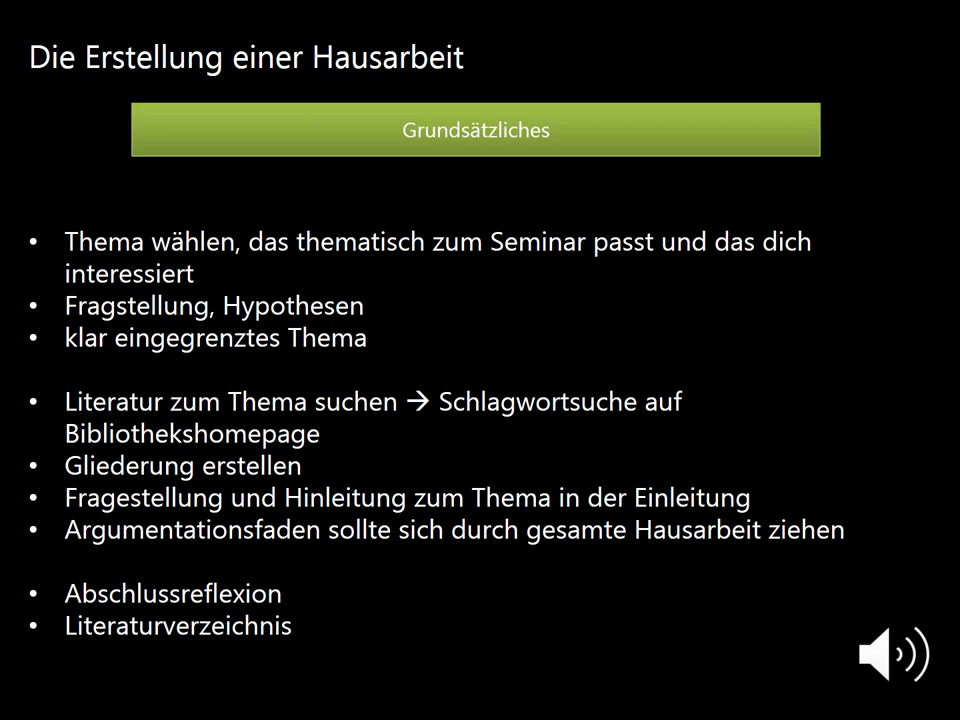 Die Erstellung einer Hausarbeit
Grundsätzliches
• Thema wählen, das thematisch zum Seminar passt und das dich
interessiert
• Fragstellung, Hypothesen
• klar eingegrenztes Thema
• Literatur zum Thema suchen → Schlagwortsuche auf
Bibliothekshomepage
• Gliederung erstellen
• Fragestellung und Hinleitung zum Thema in der Einleitung
• Argumentationsfaden sollte sich durch gesamte Hausarbeit ziehen
• Abschlussreflexion
• Literaturverzeichnis